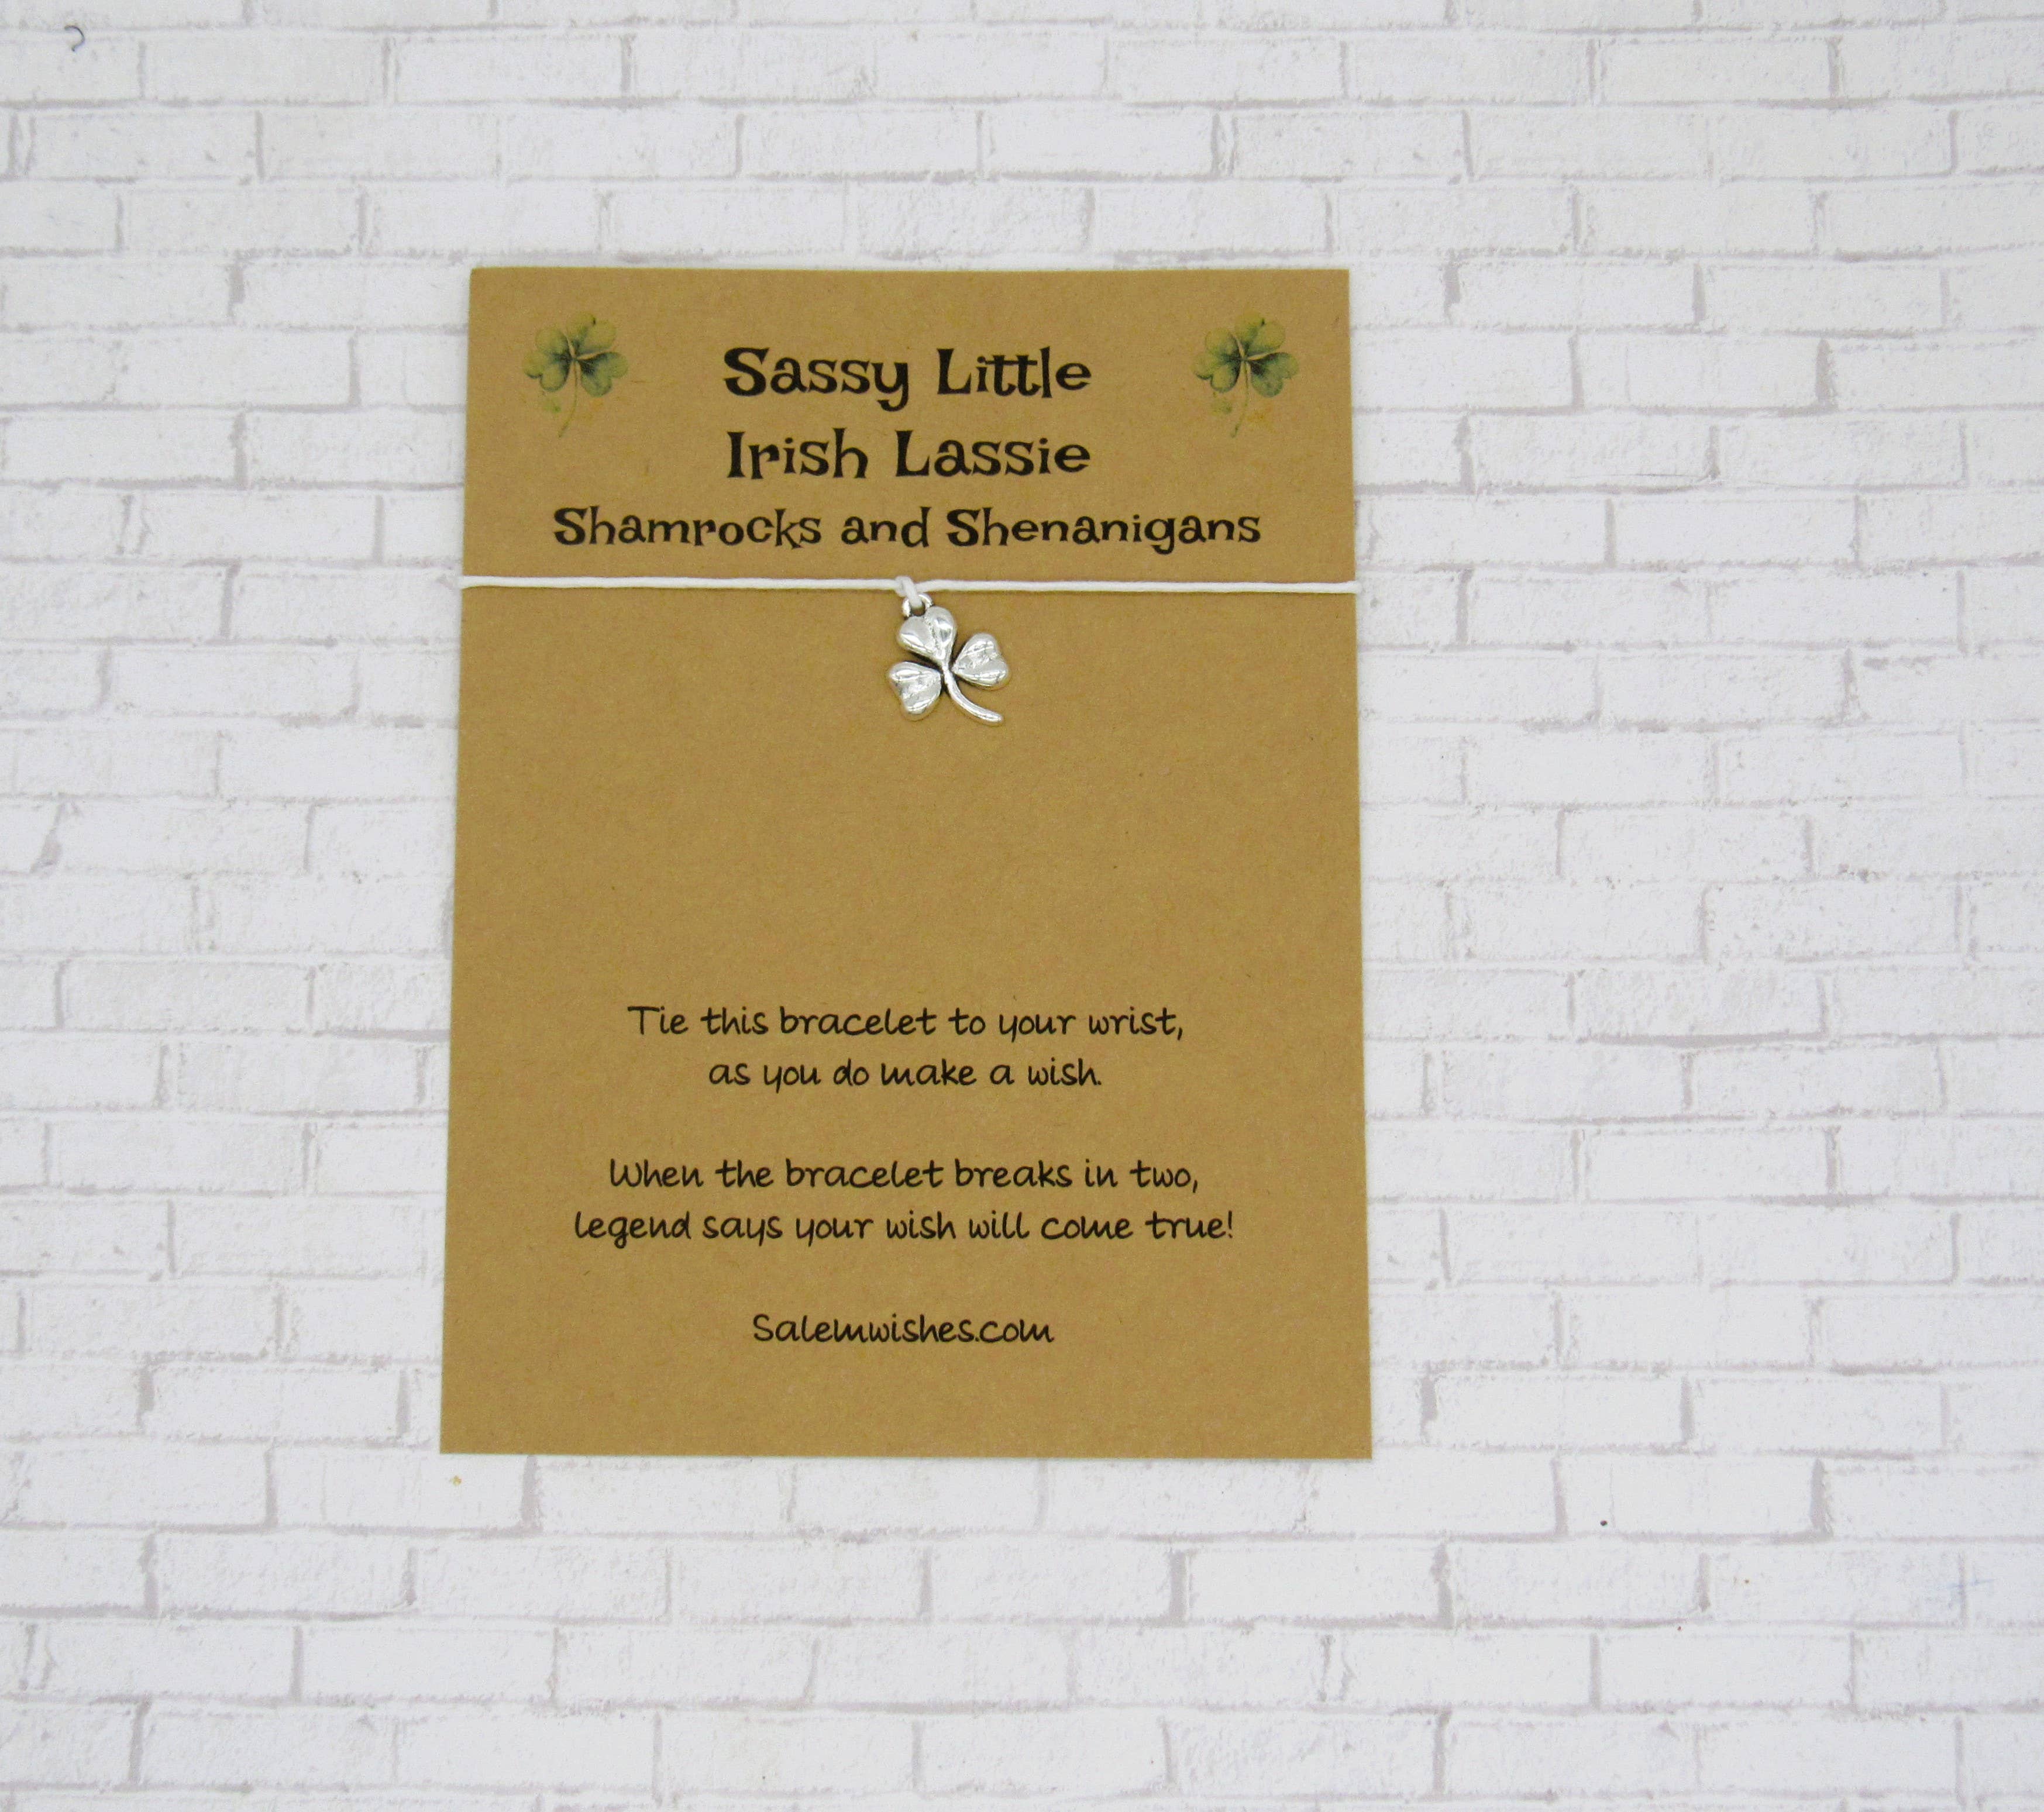 Sassy Little
Irish Lassie
Shamrocks and Shenanigans
Tie this bracelet to your wrist,
as you do make a wish.
When the bracelet breaks in two,
legend says your wish will come true!
Salemwishes.com